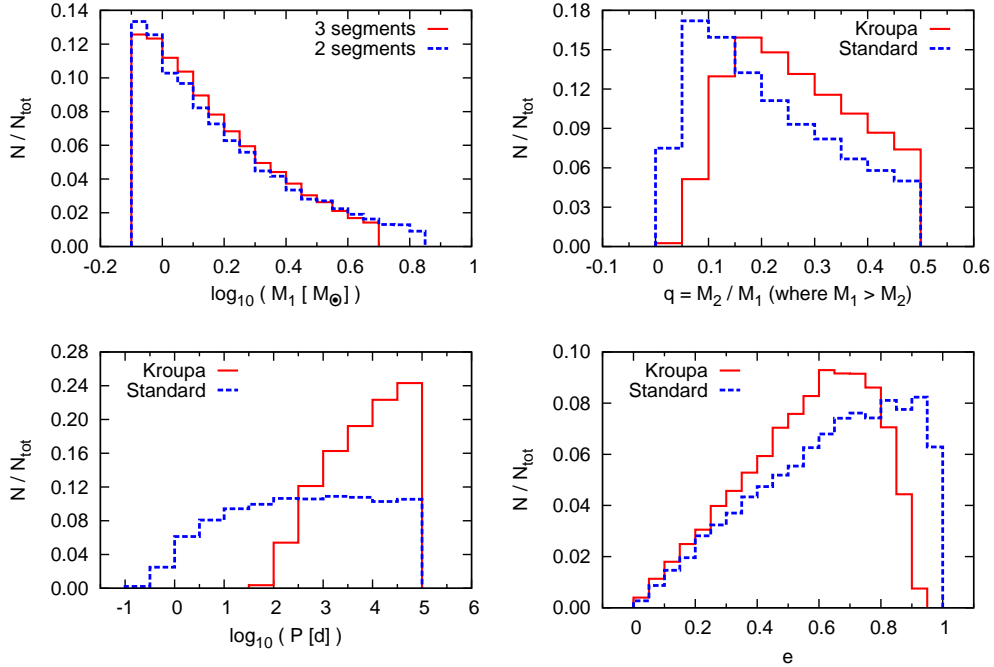 3 segments
2 segments
N / N_tot
0.14
0.12
0.10
0.08
0.06
0.04
0.02
0.00
-0.2 0 0.2 0.4 0.6 0.8 1
log₁₀ ( M₁ [ M☉] )
Kroupa
Standard
N / N_tot
0.18
0.15
0.12
0.09
0.06
0.03
0.00
-0.1 0 0.1 0.2 0.3 0.4 0.5 0.6
q = M₂ / M₁ (where M₁ > M₂)
Kroupa
Standard
N / N_tot
0.28
0.24
0.20
0.16
0.12
0.08
0.04
0.00
-1 0 1 2 3 4 5 6
log₁₀ ( P [d] )
Kroupa
Standard
N / N_tot
0.10
0.08
0.06
0.04
0.02
0.00
0 0.2 0.4 0.6 0.8 1
e